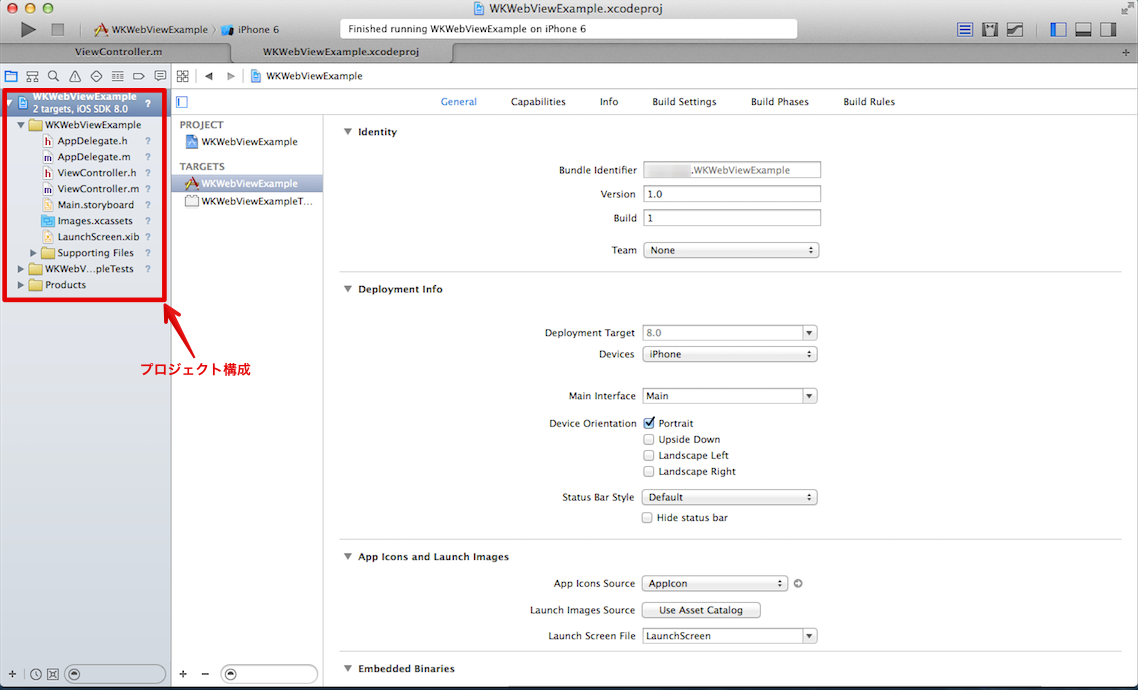 WKWebViewExample.xcodeproj
WKWebViewExample iPhone 6
Finished running WKWebViewExample on iPhone 6
ViewController.m
WKWebViewExample.xcodeproj
WKWebViewExample
WKWebViewExample ?
2 targets, iOS SDK 8.0
WKWebViewExample
AppDelegate.h ?
AppDelegate.m ?
ViewController.h ?
ViewController.m ?
Main.storyboard ?
Images.xcassets ?
LaunchScreen.xib ?
Supporting Files ?
WKWebV...pleTests ?
Products
プロジェクト構成
PROJECT
WKWebViewExample
TARGETS
WKWebViewExample
WKWebViewExampleT...
General Capabilities Info Build Settings Build Phases Build Rules
Identity
Bundle Identifier .WKWebViewExample
Version 1.0
Build 1
Team None
Deployment Info
Deployment Target 8.0
Devices iPhone
Main Interface Main
Device Orientation Portrait
Upside Down
Landscape Left
Landscape Right
Status Bar Style Default
Hide status bar
App Icons and Launch Images
App Icons Source AppIcon
Launch Images Source Use Asset Catalog
Launch Screen File LaunchScreen
Embedded Binaries